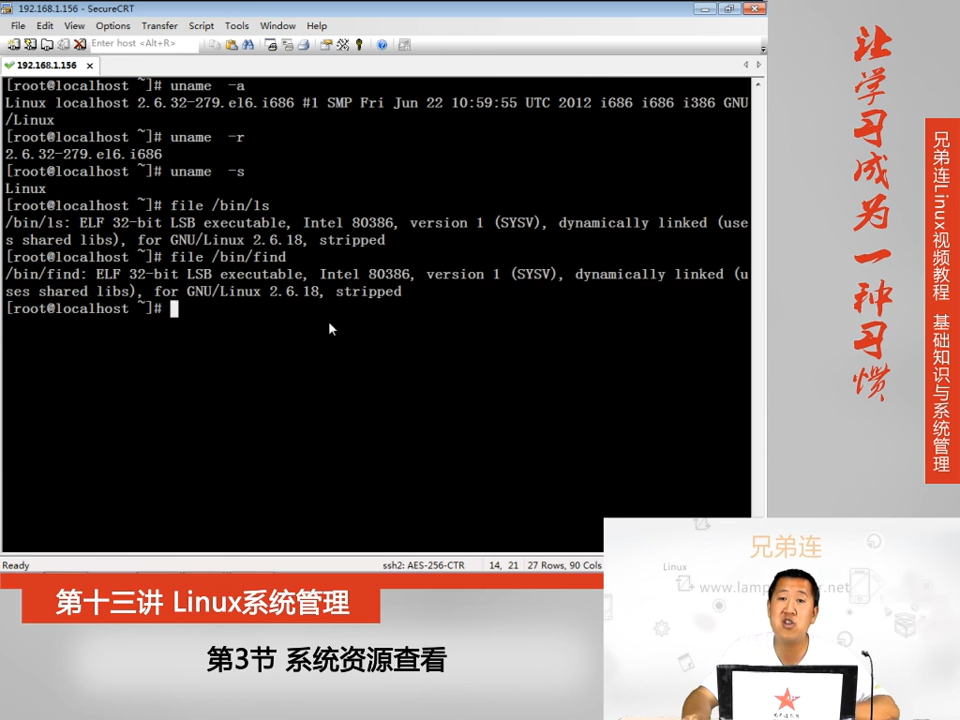 192.168.1.156 - SecureCRT
File Edit View Options Transfer Script Tools Window Help
Enter host <Alt+R>
192.168.1.156
[root@localhost ~]# uname -a
Linux localhost 2.6.32-279.el6.i686 #1 SMP Fri Jun 22 10:59:55 UTC 2012 i686 i686 i386 GNU
/Linux
[root@localhost ~]# uname -r
2.6.32-279.el6.i686
[root@localhost ~]# uname -s
Linux
[root@localhost ~]# file /bin/ls
/bin/ls: ELF 32-bit LSB executable, Intel 80386, version 1 (SYSV), dynamically linked (use
s shared libs), for GNU/Linux 2.6.18, stripped
[root@localhost ~]# file /bin/find
/bin/find: ELF 32-bit LSB executable, Intel 80386, version 1 (SYSV), dynamically linked (u
ses shared libs), for GNU/Linux 2.6.18, stripped
[root@localhost ~]#
Ready ssh2: AES-256-CTR 14, 21 27 Rows, 90 Cols
让学习成为一种习惯
兄弟连Linux视频教程 基础知识与系统管理
第十三讲 Linux系统管理
第3节 系统资源查看
兄弟连
Linux